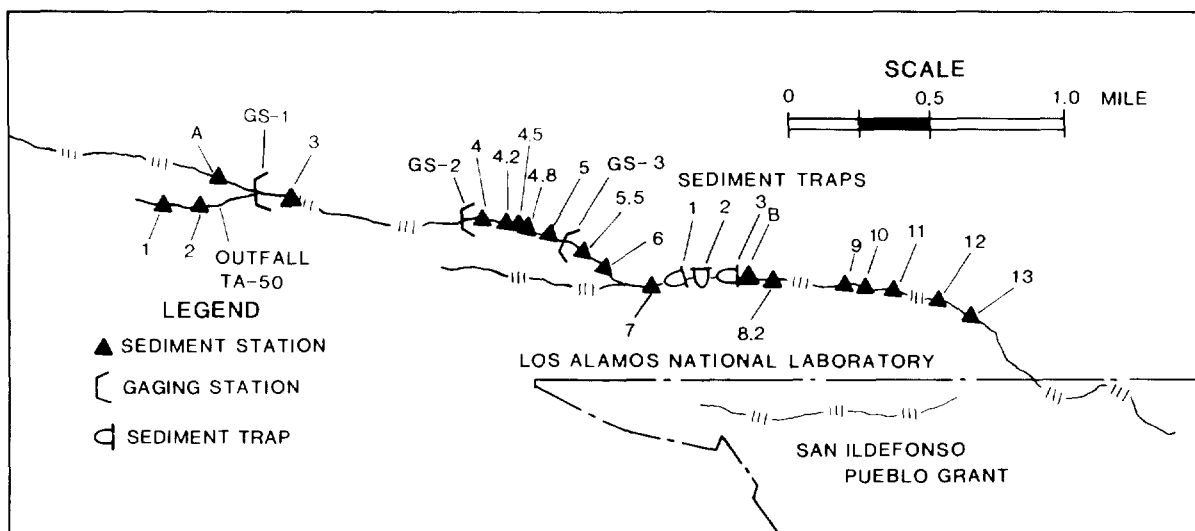 SCALE
0 0.5 1.0 MILE
GS-1
A
3
GS-2
4
4.2
4.5
4.8
5
GS-3
5.5
6
SEDIMENT TRAPS
1
2
3
B
9
10
11
12
13
1
2
OUTFALL
TA-50
7
8.2
LEGEND
SEDIMENT STATION
GAGING STATION
SEDIMENT TRAP
LOS ALAMOS NATIONAL LABORATORY
SAN ILDEFONSO
PUEBLO GRANT